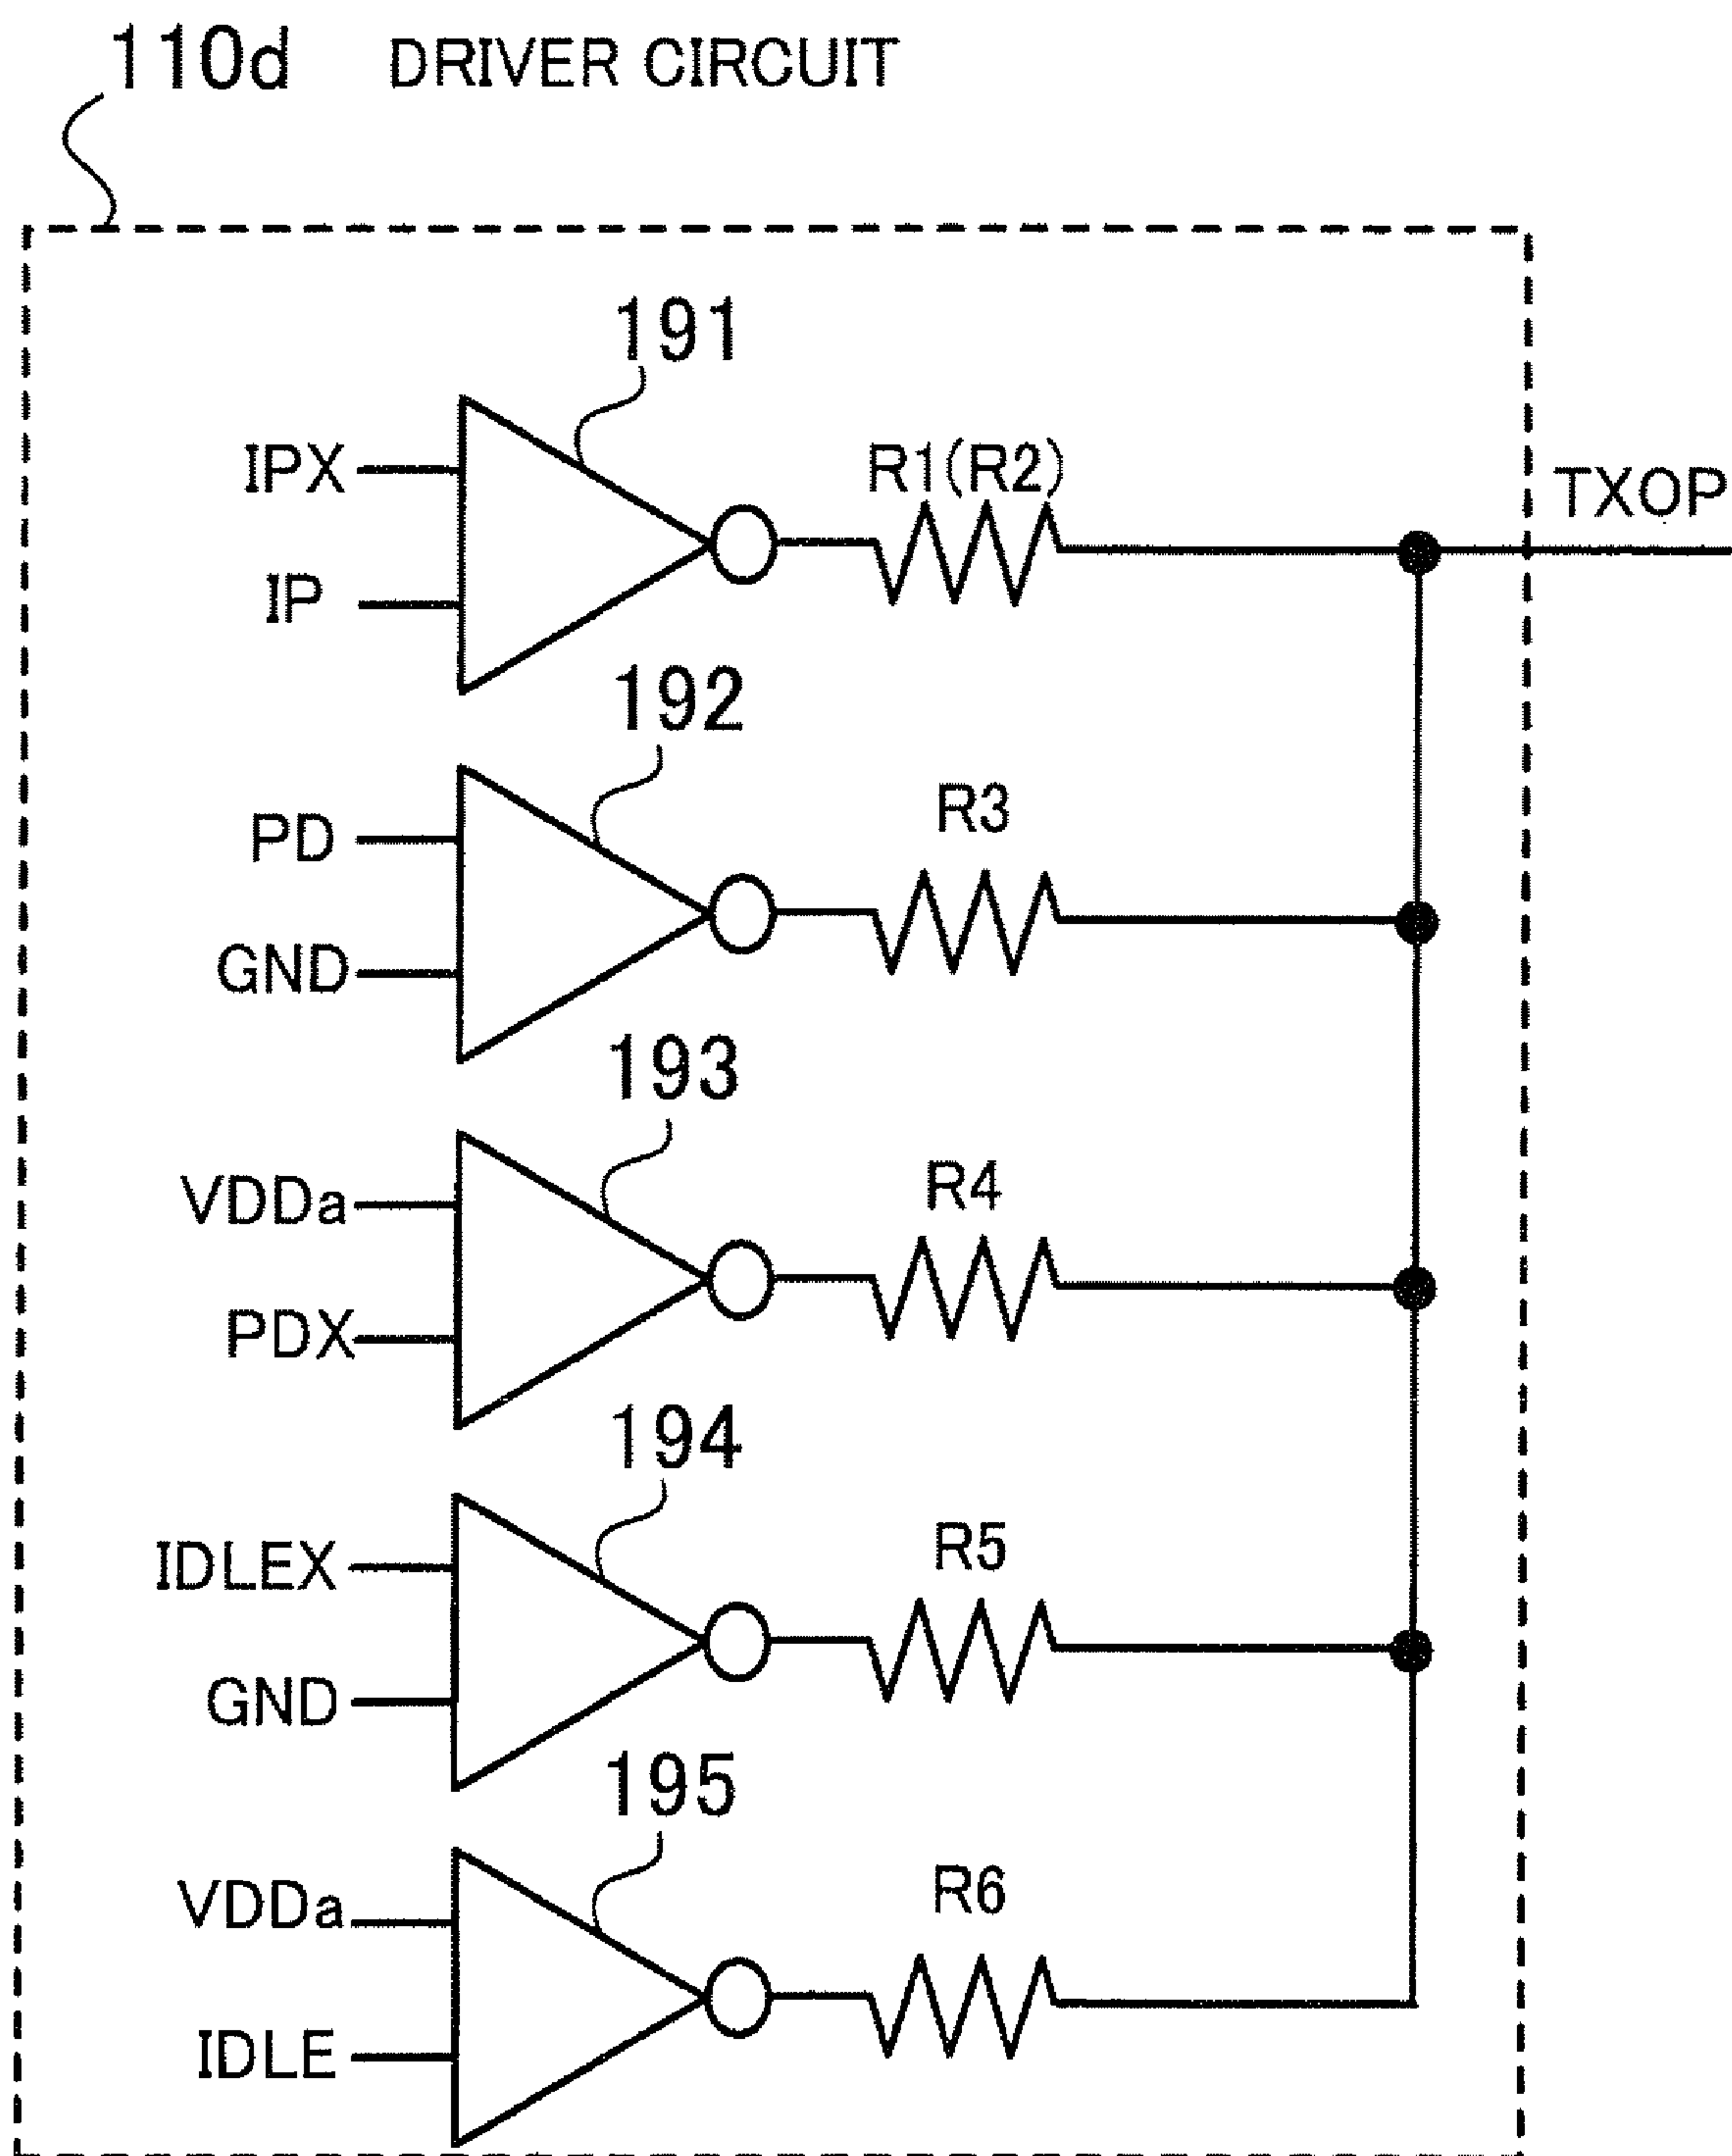 110d DRIVER CIRCUIT
191
IPX
R1(R2)
TXOP
IP
192
PD
R3
GND
193
VDDa
R4
PDX
194
IDLEX
R5
GND
195
VDDa
R6
IDLE